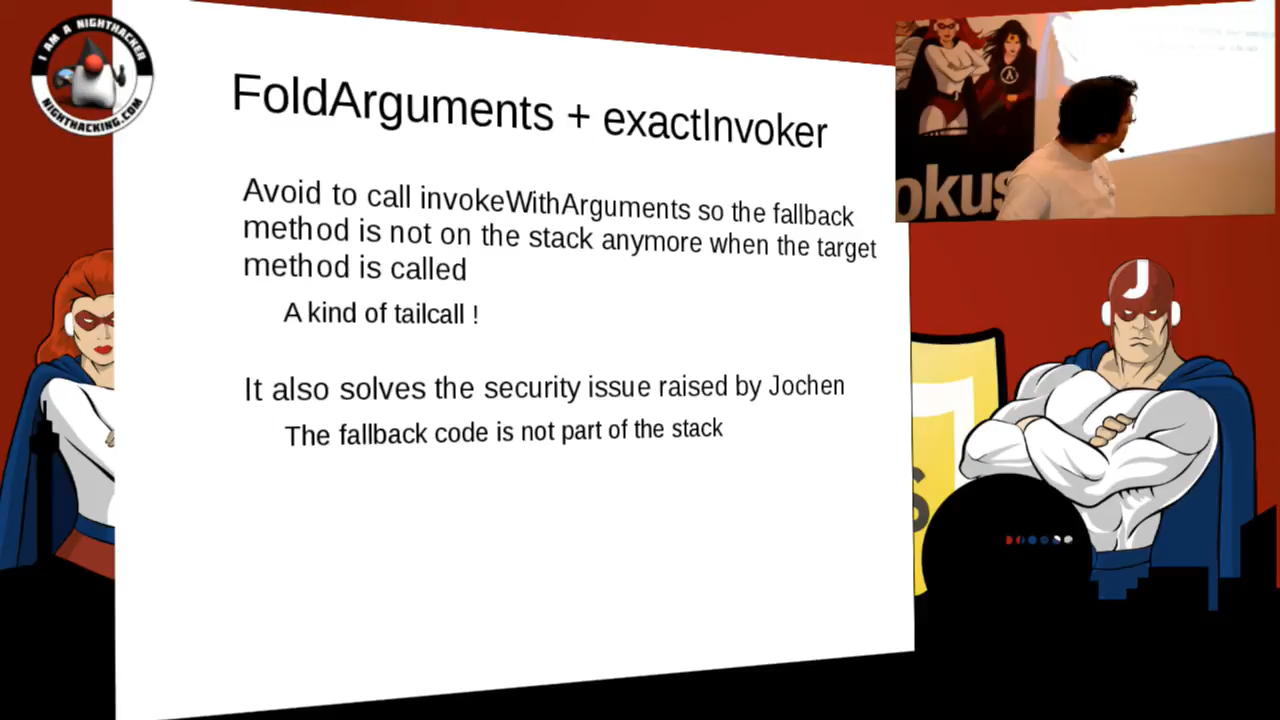 I AM A NIGHTHACKER
NIGHTHACKING.COM
FoldArguments + exactInvoker
Avoid to call invokeWithArguments so the fallback
method is not on the stack anymore when the target
method is called
A kind of tailcall !
It also solves the security issue raised by Jochen
The fallback code is not part of the stack
okus
J
S